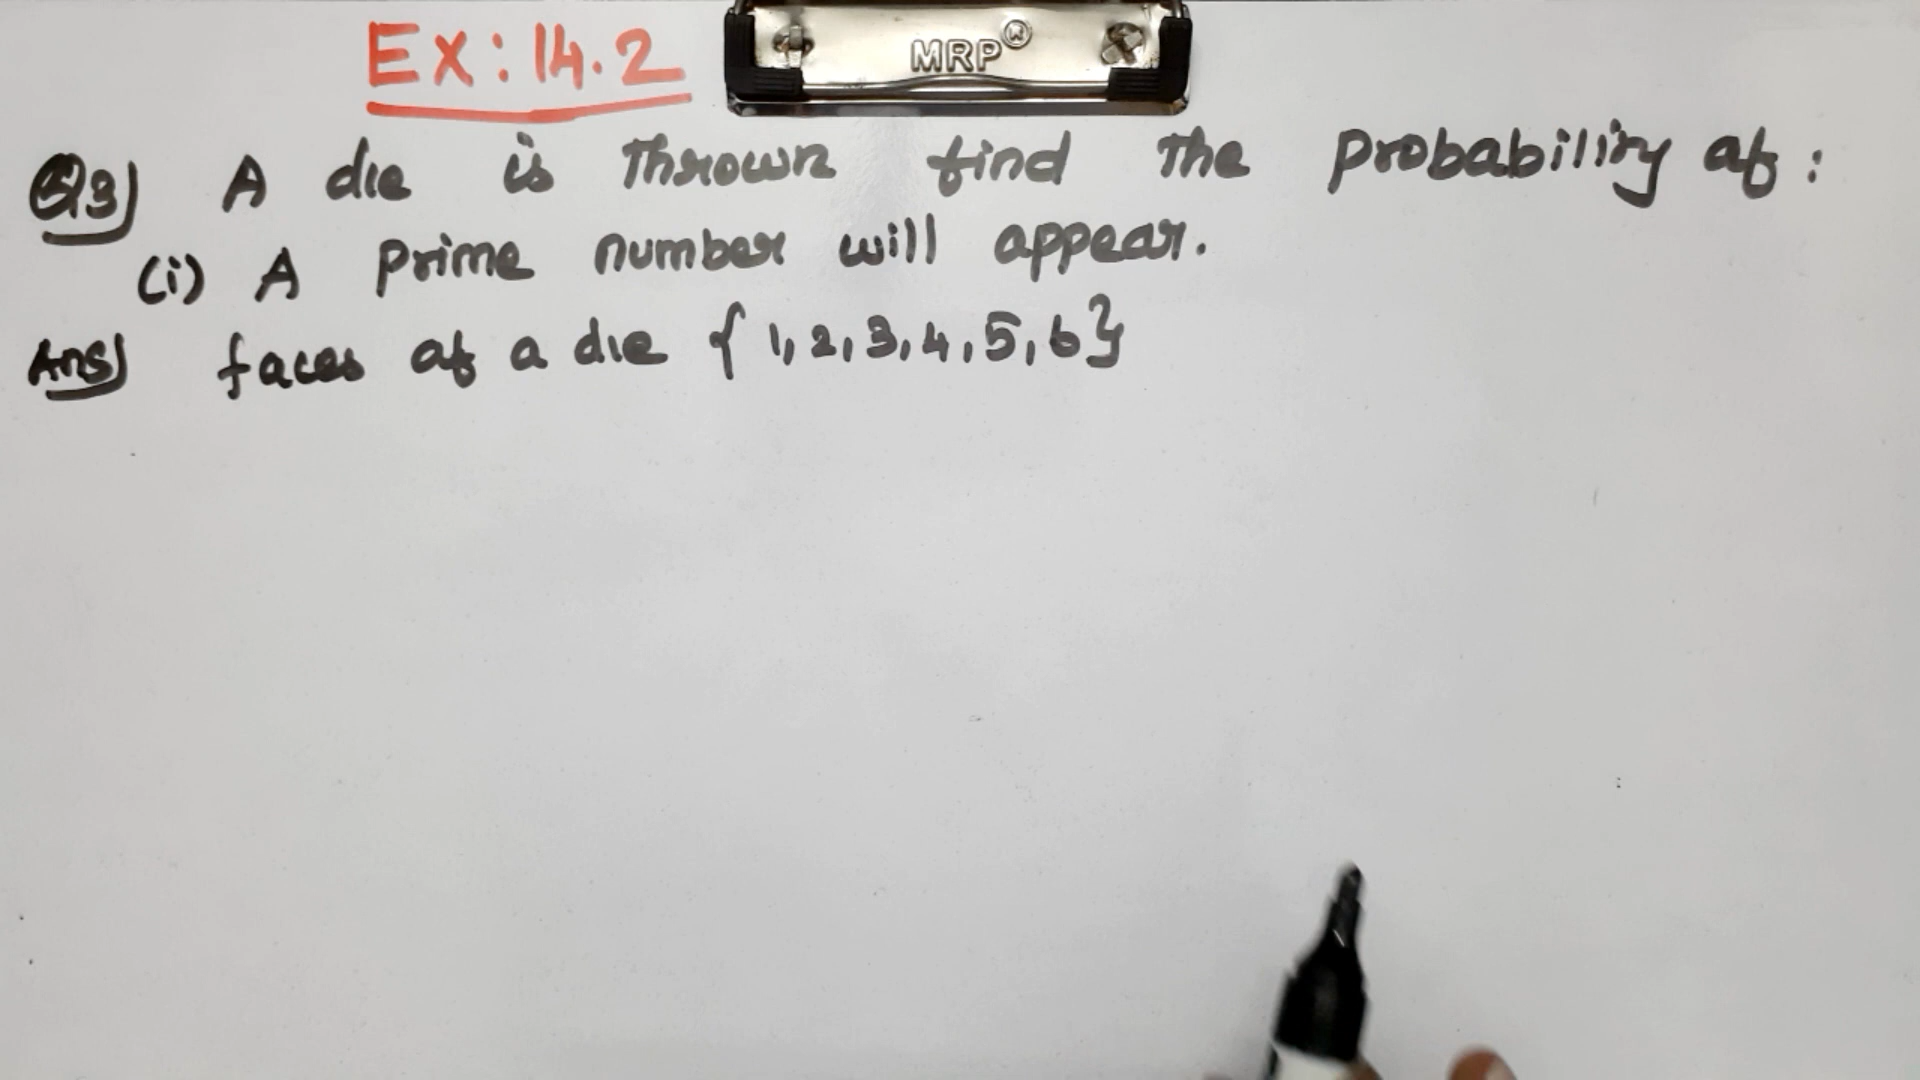 Ex: 14.2
MRP
Q3) A die is thrown find the probability of:
(i) A prime number will appear.
Ans) faces of a die { 1, 2, 3, 4, 5, 6}